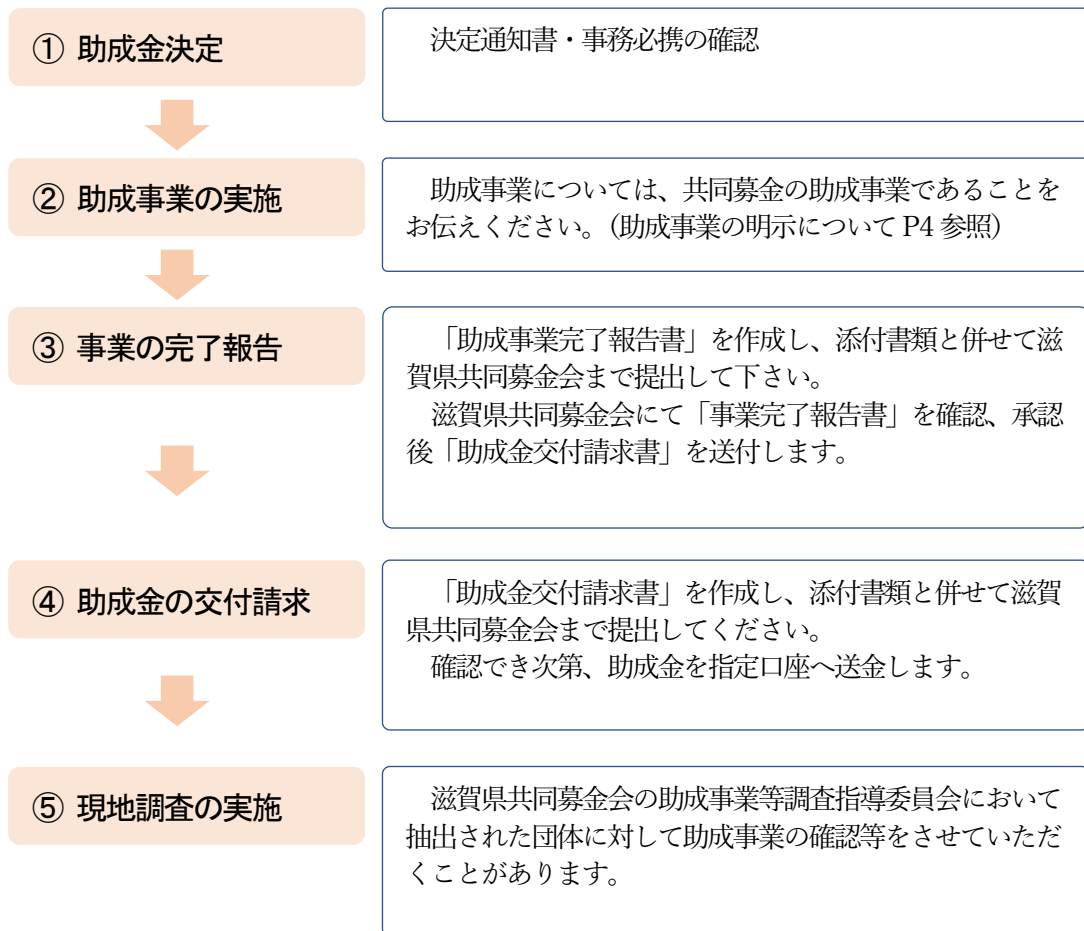 ① 助成金決定
決定通知書・事務必携の確認
② 助成事業の実施
助成事業については、共同募金の助成事業であることを
お伝えください。（助成事業の明示について P4 参照）
③ 事業の完了報告
「助成事業完了報告書」を作成し、添付書類と併せて滋
賀県共同募金会まで提出して下さい。
滋賀県共同募金会にて「事業完了報告書」を確認、承認
後「助成金交付請求書」を送付します。
④ 助成金の交付請求
「助成金交付請求書」を作成し、添付書類と併せて滋賀
県共同募金会まで提出してください。
確認でき次第、助成金を指定口座へ送金します。
⑤ 現地調査の実施
滋賀県共同募金会の助成事業等調査指導委員会において
抽出された団体に対して助成事業の確認等をさせていただ
くことがあります。